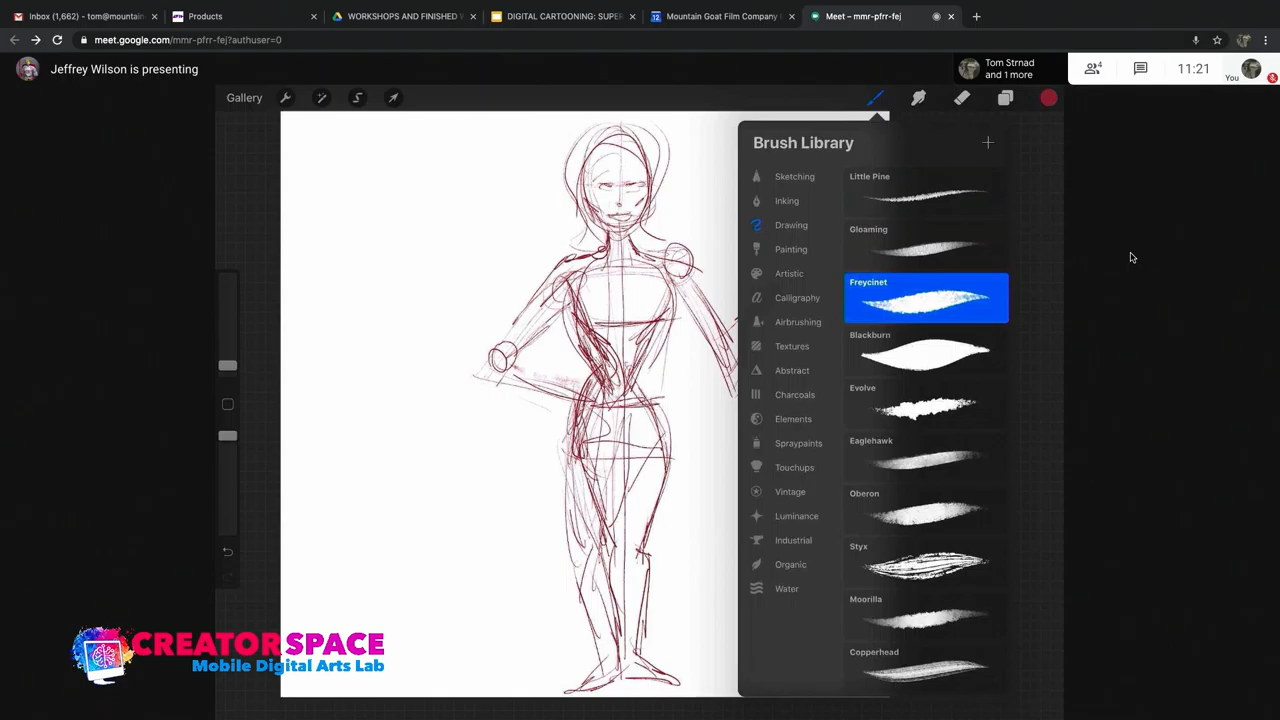 Inbox (1,662) - tom@mountain
Products
WORKSHOPS AND FINISHED W
DIGITAL CARTOONING: SUPER
Mountain Goat Film Company
Meet – mmr-pfrr-fej
meet.google.com/mmr-pfrr-fej?authuser=0
Jeffrey Wilson is presenting
Tom Strnad
and 1 more
4
11:21
You
Gallery
Brush Library
Sketching
Inking
Drawing
Painting
Artistic
Calligraphy
Airbrushing
Textures
Abstract
Charcoals
Elements
Spraypaints
Touchups
Vintage
Luminance
Industrial
Organic
Water
Little Pine
Gloaming
Freycinet
Blackburn
Evolve
Eaglehawk
Oberon
Styx
Moorilla
Copperhead
CREATORSPACE
Mobile Digital Arts Lab